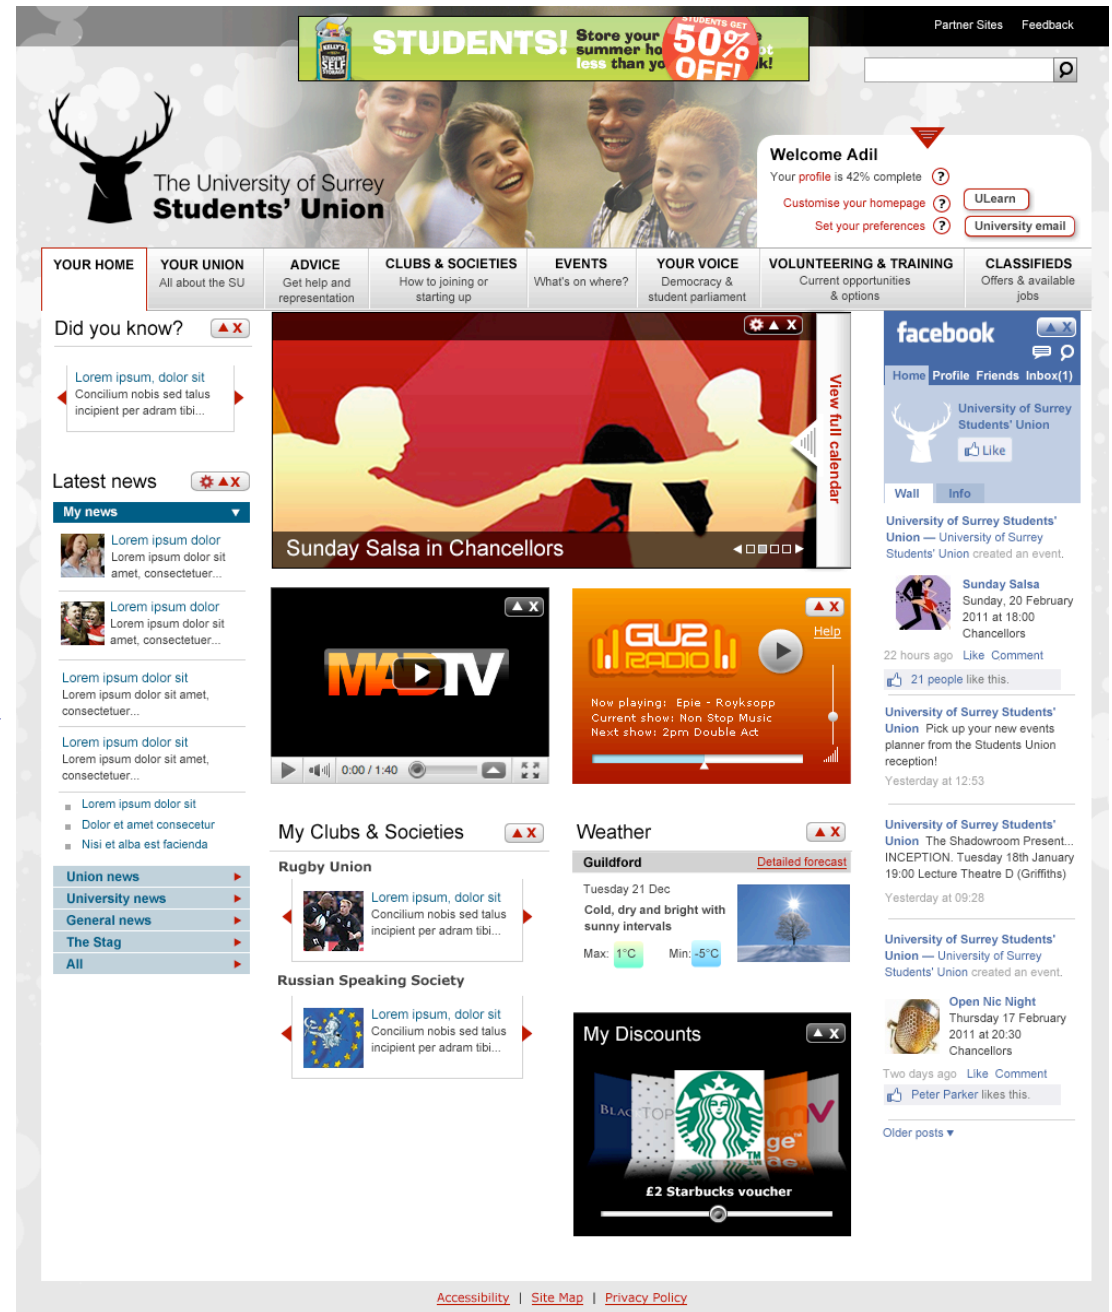 Partner Sites Feedback
KELLY'S
STUDENT
SELF
STORAGE
STUDENTS!
Store your
summer
less than
STUDENTS GET
50%
OFF!
The University of Surrey
Students' Union
Welcome Adil
Your profile is 42% complete ?
Customise your homepage ?
Set your preferences ?
ULearn
University email
YOUR HOME
YOUR UNION
All about the SU
ADVICE
Get help and
representation
CLUBS & SOCIETIES
How to joining or
starting up
EVENTS
What's on where?
YOUR VOICE
Democracy &
student parliament
VOLUNTEERING & TRAINING
Current opportunities
& options
CLASSIFIEDS
Offers & available
jobs
Did you know?
X
Lorem ipsum, dolor sit
Concilium nobis sed talus
incipient per adram tibi...
Latest news
X
My news
Lorem ipsum dolor
Lorem ipsum dolor sit
amet, consectetuer...
Lorem ipsum dolor
Lorem ipsum dolor sit
amet, consectetuer...
Lorem ipsum dolor sit
Lorem ipsum dolor sit amet,
consectetuer...
Lorem ipsum dolor sit
Lorem ipsum dolor sit amet,
consectetuer...
Lorem ipsum dolor sit
Dolor et amet consecetur
Nisi et alba est facienda
Union news
University news
General news
The Stag
All
X
View full calendar
Sunday Salsa in Chancellors
X
MADTV
0:00 / 1:40
X
GU2
RADIO
Help
Now playing: Epie - Royksopp
Current show: Non Stop Music
Next show: 2pm Double Act
My Clubs & Societies
X
Rugby Union
Lorem ipsum, dolor sit
Concilium nobis sed talus
incipient per adram tibi...
Russian Speaking Society
Lorem ipsum, dolor sit
Concilium nobis sed talus
incipient per adram tibi...
Weather
X
Guildford Detailed forecast
Tuesday 21 Dec
Cold, dry and bright with
sunny intervals
Max: 1°C Min: -5°C
My Discounts
X
BLAC
TOP
TM
ge
£2 Starbucks voucher
facebook
X
Home Profile Friends Inbox(1)
University of Surrey
Students' Union
Like
Wall Info
University of Surrey Students'
Union — University of Surrey
Students' Union created an event.
Sunday Salsa
Sunday, 20 February
2011 at 18:00
Chancellors
22 hours ago Like Comment
21 people like this.
University of Surrey Students'
Union Pick up your new events
planner from the Students Union
reception!
Yesterday at 12:53
University of Surrey Students'
Union The Shadowroom Present...
INCEPTION. Tuesday 18th January
19:00 Lecture Theatre D (Griffiths)
Yesterday at 09:28
University of Surrey Students'
Union — University of Surrey
Students' Union created an event.
Open Nic Night
Thursday 17 February
2011 at 20:30
Chancellors
Two days ago Like Comment
Peter Parker likes this.
Older posts
Accessibility | Site Map | Privacy Policy